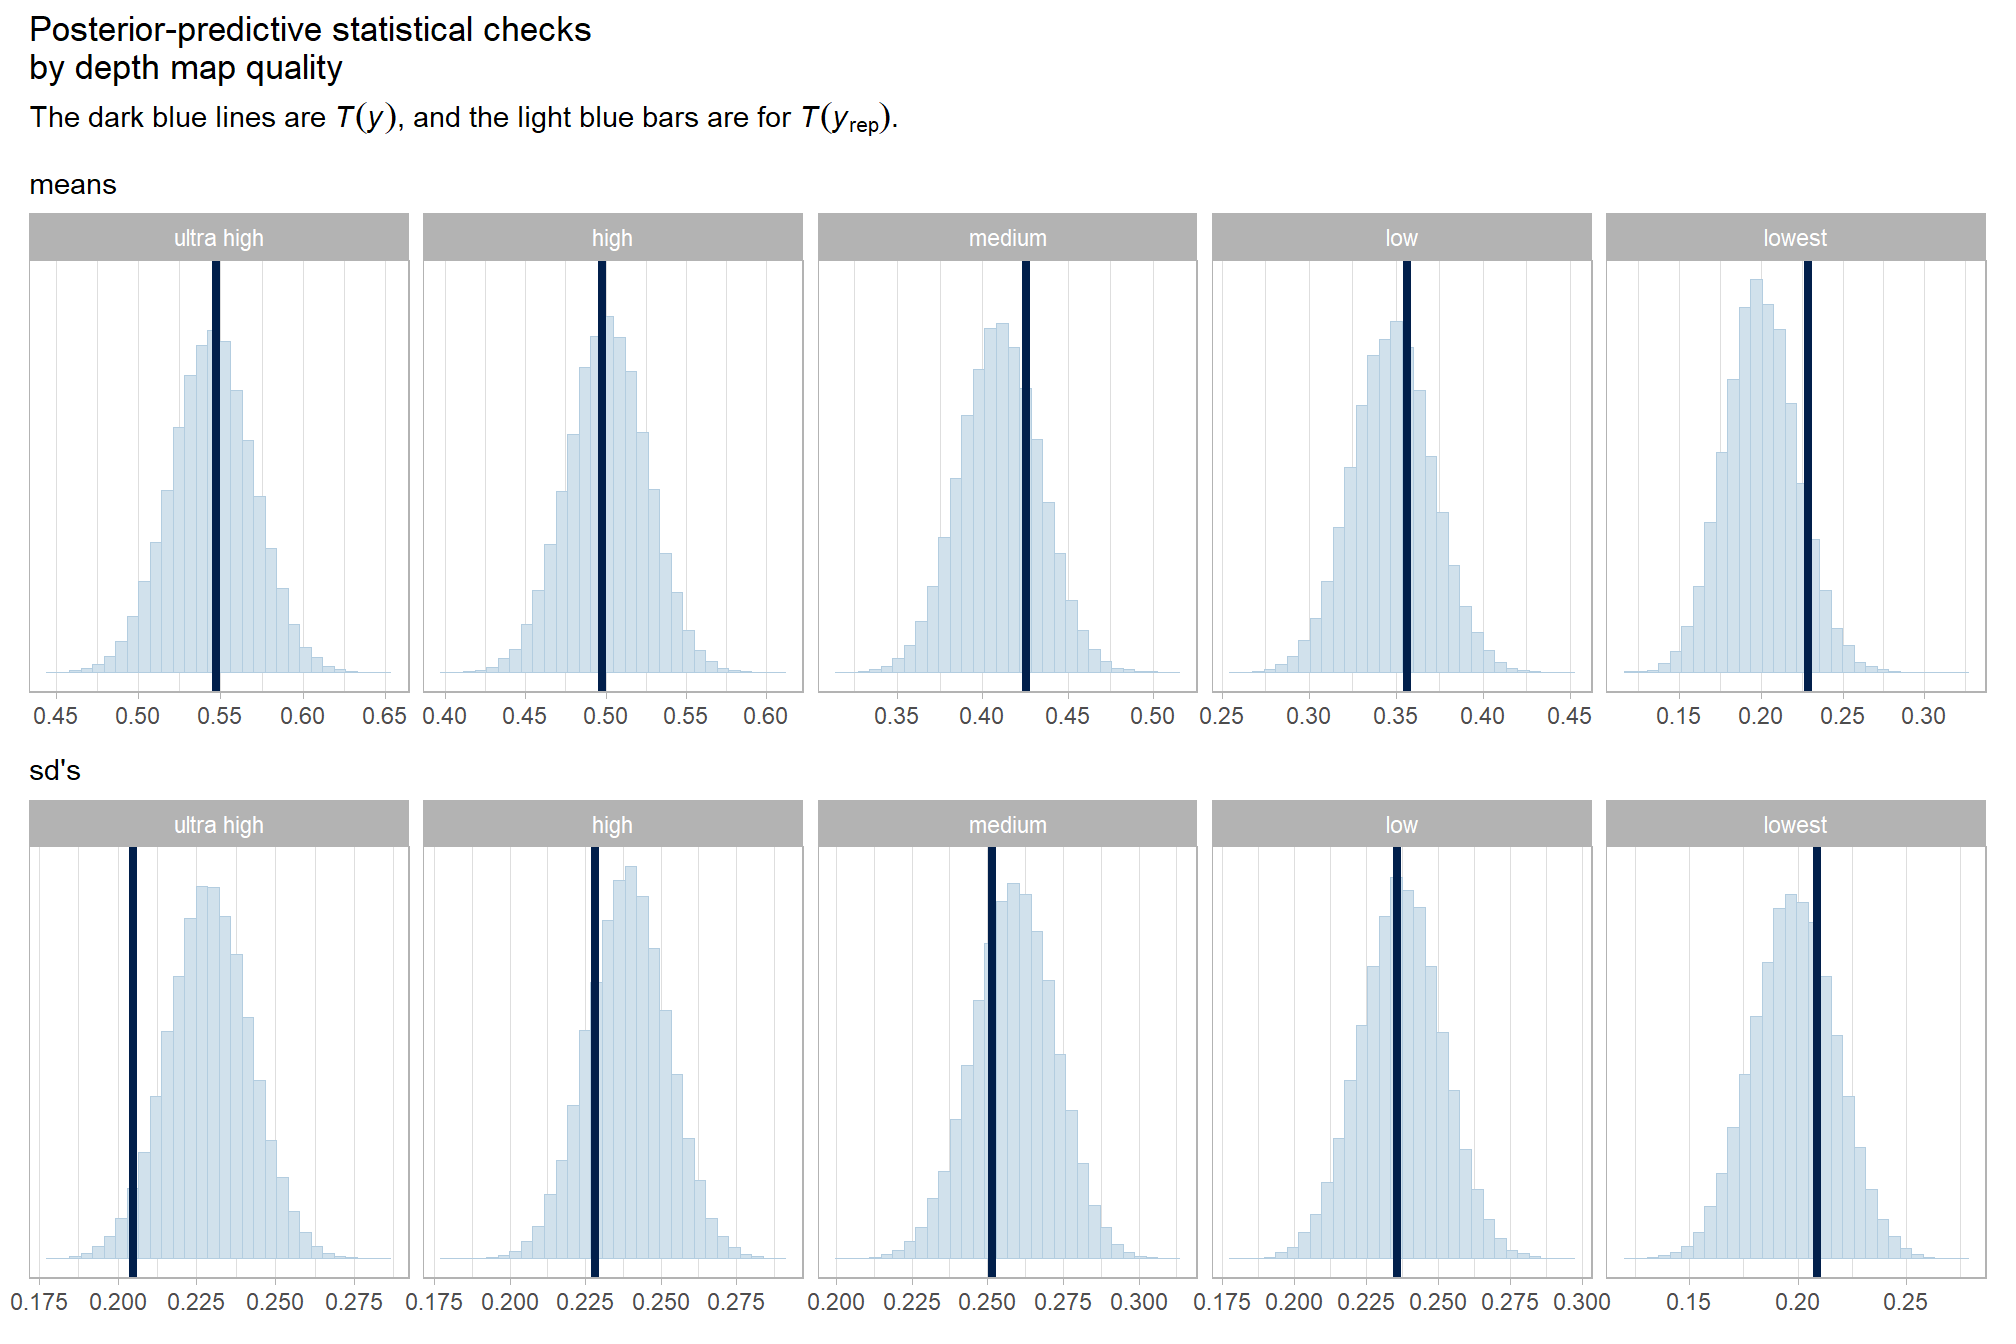 Posterior-predictive statistical checks
by depth map quality
The dark blue lines are T(y), and the light blue bars are for T(y_rep).
means
ultra high high medium low lowest
0.45 0.50 0.55 0.60 0.65 0.40 0.45 0.50 0.55 0.60 0.35 0.40 0.45 0.50 0.25 0.30 0.35 0.40 0.45 0.15 0.20 0.25 0.30
sd's
ultra high high medium low lowest
0.175 0.200 0.225 0.250 0.275 0.175 0.200 0.225 0.250 0.275 0.200 0.225 0.250 0.275 0.300 0.175 0.200 0.225 0.250 0.275 0.300 0.15 0.20 0.25